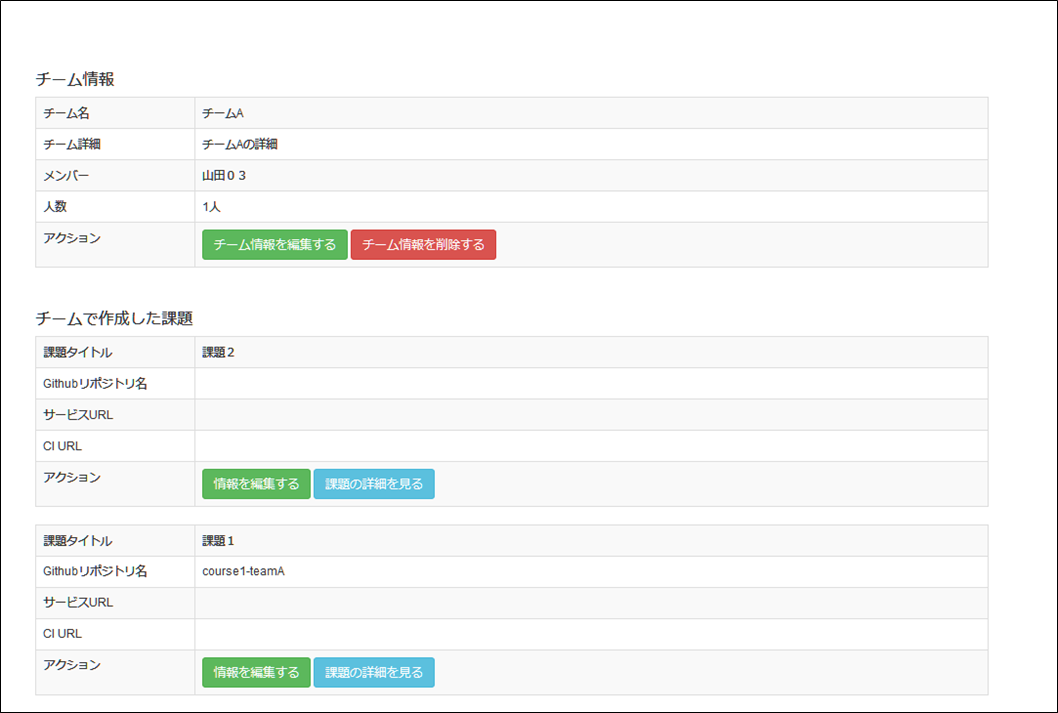 チーム情報
チーム名 チームA
チーム詳細 チームAの詳細
メンバー 山田０３
人数 1人
アクション チーム情報を編集する チーム情報を削除する
チームで作成した課題
課題タイトル 課題２
Githubリポジトリ名
サービスURL
CI URL
アクション 情報を編集する 課題の詳細を見る
課題タイトル 課題１
Githubリポジトリ名 course1-teamA
サービスURL
CI URL
アクション 情報を編集する 課題の詳細を見る